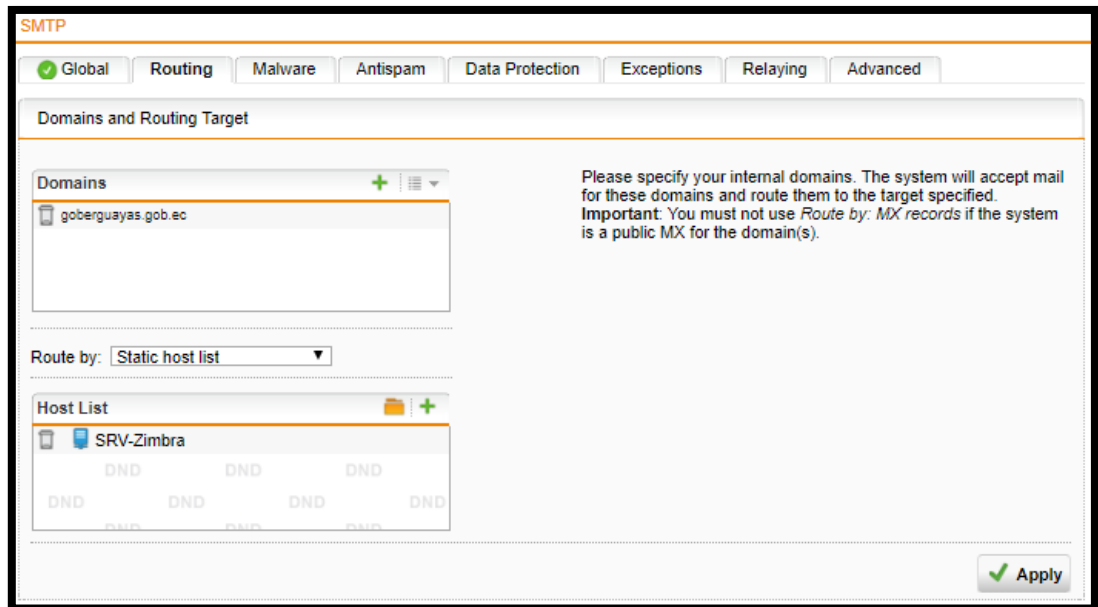 SMTP
Global Routing Malware Antispam Data Protection Exceptions Relaying Advanced
Domains and Routing Target
Domains
goberguayas.gob.ec
Please specify your internal domains. The system will accept mail
for these domains and route them to the target specified.
Important: You must not use Route by: MX records if the system
is a public MX for the domain(s).
Route by: Static host list
Host List
SRV-Zimbra
DND DND DND
DND DND DND DND
DND DND DND
Apply